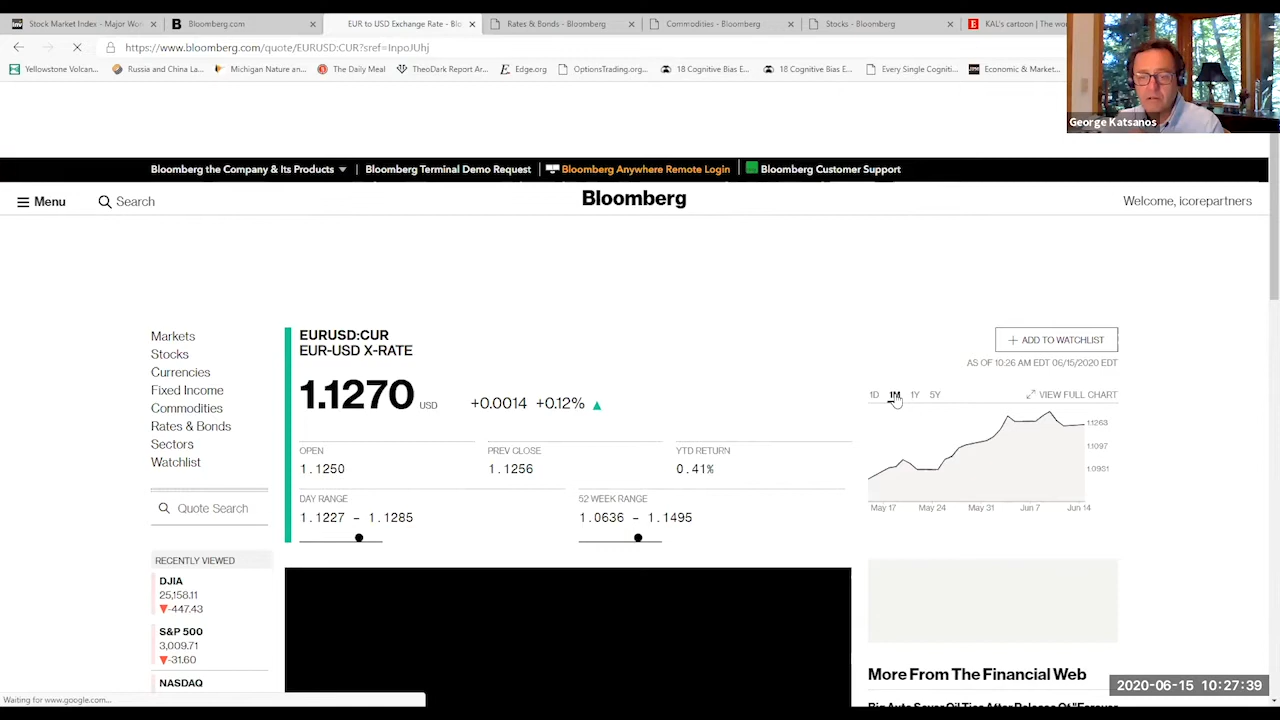 Stock Market Index - Major Wor
Bloomberg.com
EUR to USD Exchange Rate - Blo
Rates & Bonds - Bloomberg
Commodities - Bloomberg
Stocks - Bloomberg
KAL's cartoon | The wo
https://www.bloomberg.com/quote/EURUSD:CUR?sref=InpoJUhj
Yellowstone Volcan...
Russia and China La...
Michigan Nature an...
The Daily Meal
TheoDark Report Ar...
Edge.org
OptionsTrading.org...
18 Cognitive Bias E...
18 Cognitive Bias E...
Every Single Cogniti...
Economic & Market...
George Katsanos
Bloomberg the Company & Its Products
Bloomberg Terminal Demo Request
Bloomberg Anywhere Remote Login
Bloomberg Customer Support
Menu
Search
Bloomberg
Welcome, icorepartners
Markets
Stocks
Currencies
Fixed Income
Commodities
Rates & Bonds
Sectors
Watchlist
Quote Search
RECENTLY VIEWED
DJIA
25,158.11
-447.43
S&P 500
3,009.71
-31.60
NASDAQ
EURUSD:CUR
EUR-USD X-RATE
1.1270 USD +0.0014 +0.12%
OPEN
1.1250
PREV CLOSE
1.1256
YTD RETURN
0.41%
DAY RANGE
1.1227 – 1.1285
52 WEEK RANGE
1.0636 – 1.1495
+ ADD TO WATCHLIST
AS OF 10:26 AM EDT 06/15/2020 EDT
1D 1M 1Y 5Y
VIEW FULL CHART
1.1263
1.1097
1.0931
May 17 May 24 May 31 Jun 7 Jun 14
More From The Financial Web
2020-06-15 10:27:39
Waiting for www.google.com...